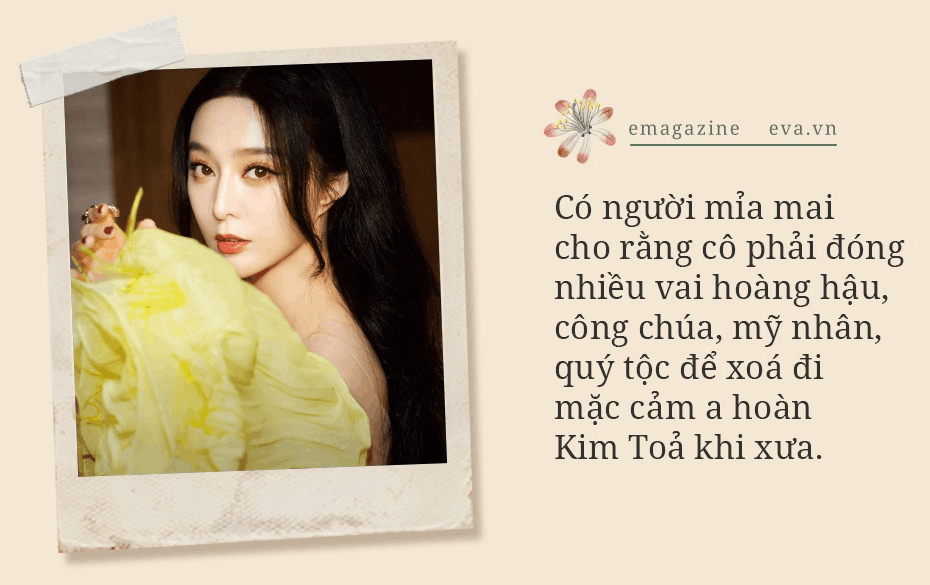 emagazine eva.vn
Có người mỉa mai
cho rằng cô phải đóng
nhiều vai hoàng hậu,
công chúa, mỹ nhân,
quý tộc để xoá đi
mặc cảm a hoàn
Kim Toả khi xưa.